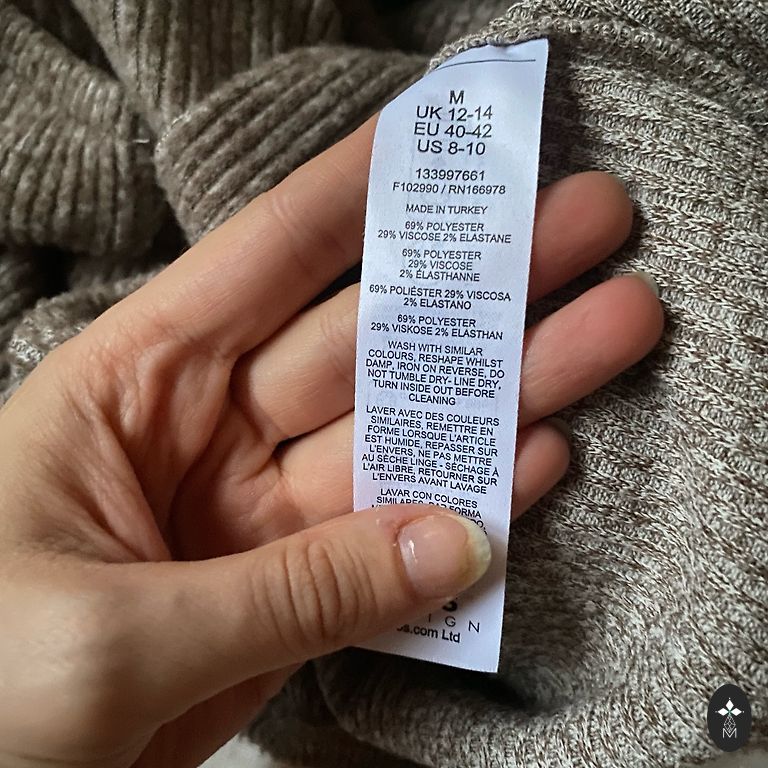 M
UK 12-14
EU 40-42
US 8-10
133997661
F102990 / RN166978
MADE IN TURKEY
69% POLYESTER
29% VISCOSE 2% ELASTANE
69% POLYESTER
29% VISCOSE
2% ÉLASTHANNE
69% POLIÉSTER 29% VISCOSA
2% ELASTANO
69% POLYESTER
29% VISKOSE 2% ELASTHAN
WASH WITH SIMILAR
COLOURS, RESHAPE WHILST
DAMP, IRON ON REVERSE, DO
NOT TUMBLE DRY- LINE DRY,
TURN INSIDE OUT BEFORE
CLEANING
LAVER AVEC DES COULEURS
SIMILAIRES, REMETTRE EN
FORME LORSQUE L'ARTICLE
EST HUMIDE, REPASSER SUR
L'ENVERS, NE PAS METTRE
AU SÈCHE LINGE - SÉCHAGE À
L'AIR LIBRE, RETOURNER SUR
L'ENVERS AVANT LAVAGE
LAVAR CON COLORES
FORMA
.com Ltd
M